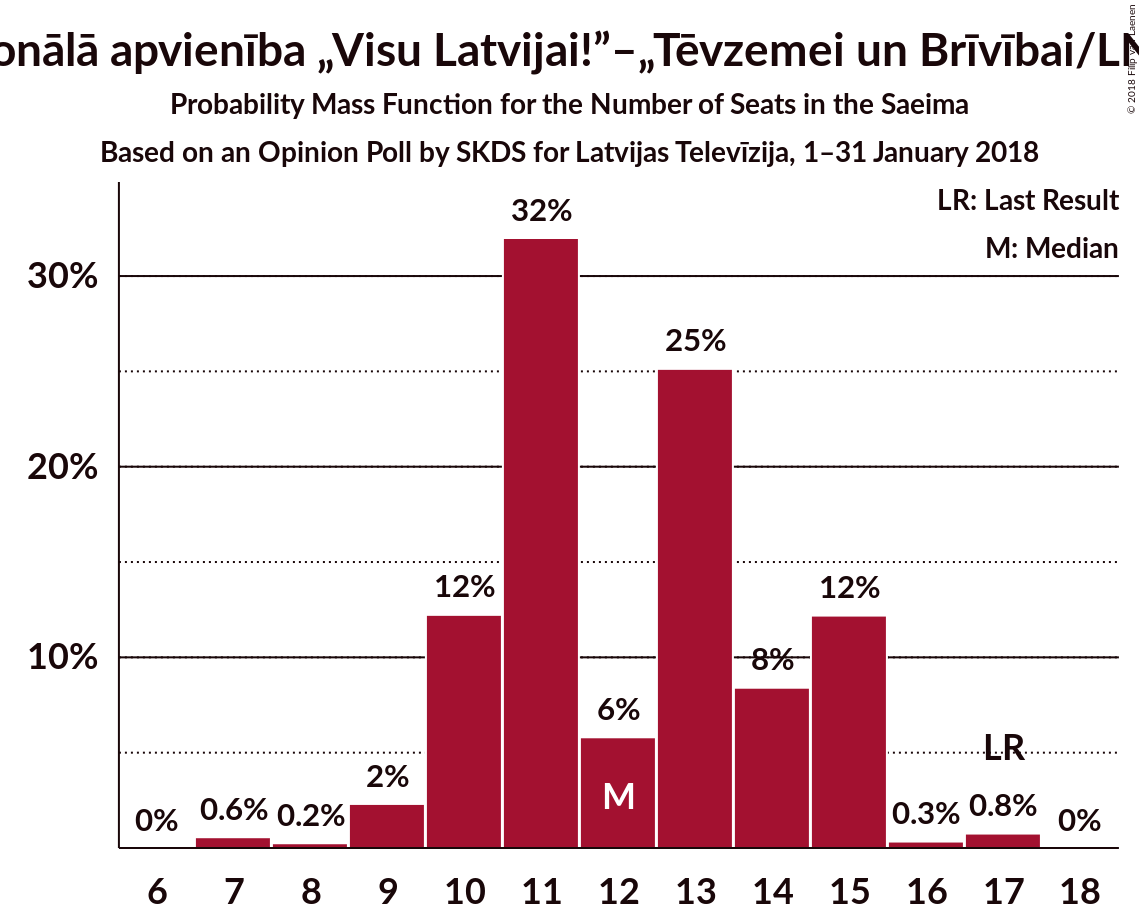 onālā apvienība „Visu Latvijai!”–„Tēvzemei un Brīvībai/LN
Probability Mass Function for the Number of Seats in the Saeima
Based on an Opinion Poll by SKDS for Latvijas Televīzija, 1–31 January 2018
© 2018 Filip van Laenen
LR: Last Result
M: Median
32%
30%
25%
20%
12%
12%
10%
8%
6%
LR
2%
M
0%
0.6%
0.2%
0.3%
0.8%
0%
6 7 8 9 10 11 12 13 14 15 16 17 18